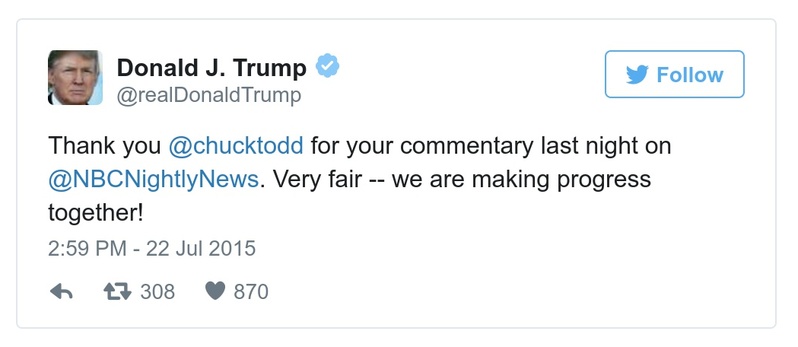 Donald J. Trump
@realDonaldTrump
Follow
Thank you @chucktodd for your commentary last night on
@NBCNightlyNews. Very fair -- we are making progress
together!
2:59 PM - 22 Jul 2015
308 870